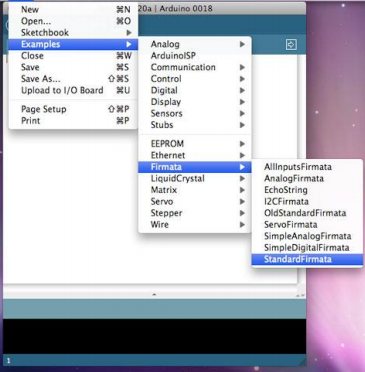 New ⌘N
20a | Arduino 0018
Open... ⌘O
Sketchbook
Examples
Close ⌘W
Save ⌘S
Save As... ⇧⌘S
Upload to I/O Board ⌘U
Page Setup ⇧⌘P
Print ⌘P
Analog
ArduinoISP
Communication
Control
Digital
Display
Sensors
Stubs
EEPROM
Ethernet
Firmata
LiquidCrystal
Matrix
Servo
Stepper
Wire
AllInputsFirmata
AnalogFirmata
EchoString
I2CFirmata
OldStandardFirmata
ServoFirmata
SimpleAnalogFirmata
SimpleDigitalFirmata
StandardFirmata
1